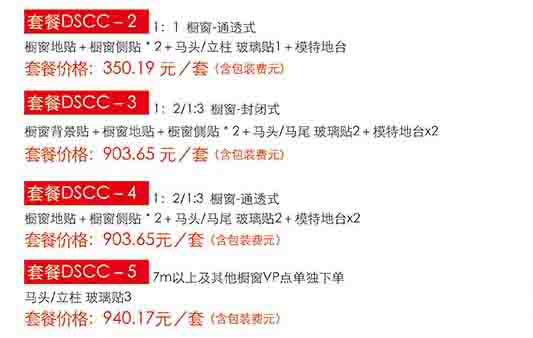 套餐DSCC – 2 1：1 橱窗-通透式
橱窗地贴＋橱窗侧贴 * 2＋马头/立柱 玻璃贴1＋模特地台
套餐价格：350.19 元／套（含包装费元）
套餐DSCC – 3 1：2/1:3 橱窗-封闭式
橱窗背景贴＋橱窗地贴＋橱窗侧贴 * 2＋马头/马尾 玻璃贴2＋模特地台x2
套餐价格：903.65 元／套（含包装费元）
套餐DSCC – 4 1：2/1:3 橱窗-通透式
橱窗地贴＋橱窗侧贴 * 2＋马头/马尾 玻璃贴2＋模特地台x2
套餐价格：903.65元／套（含包装费元）
套餐DSCC – 5 7m以上及其他橱窗VP点单独下单
马头/立柱 玻璃贴3
套餐价格：940.17元／套（含包装费元）